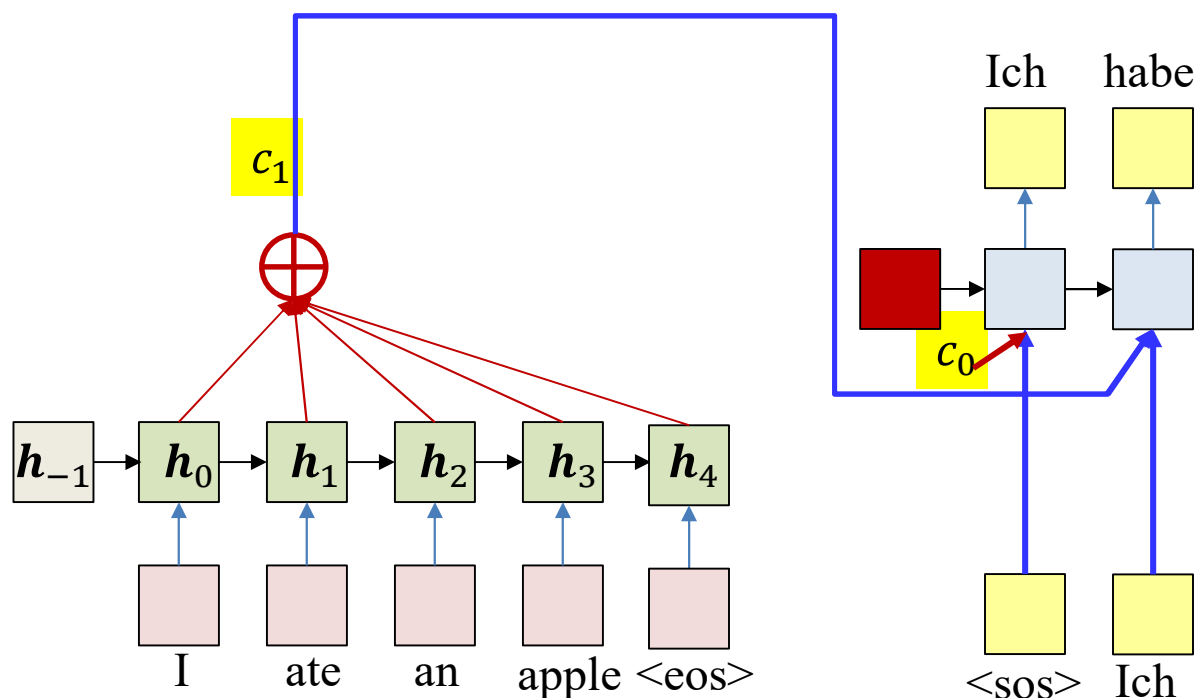 Ich habe
c₁
c₀
h₋₁ h₀ h₁ h₂ h₃ h₄
I ate an apple <eos>
<sos> Ich